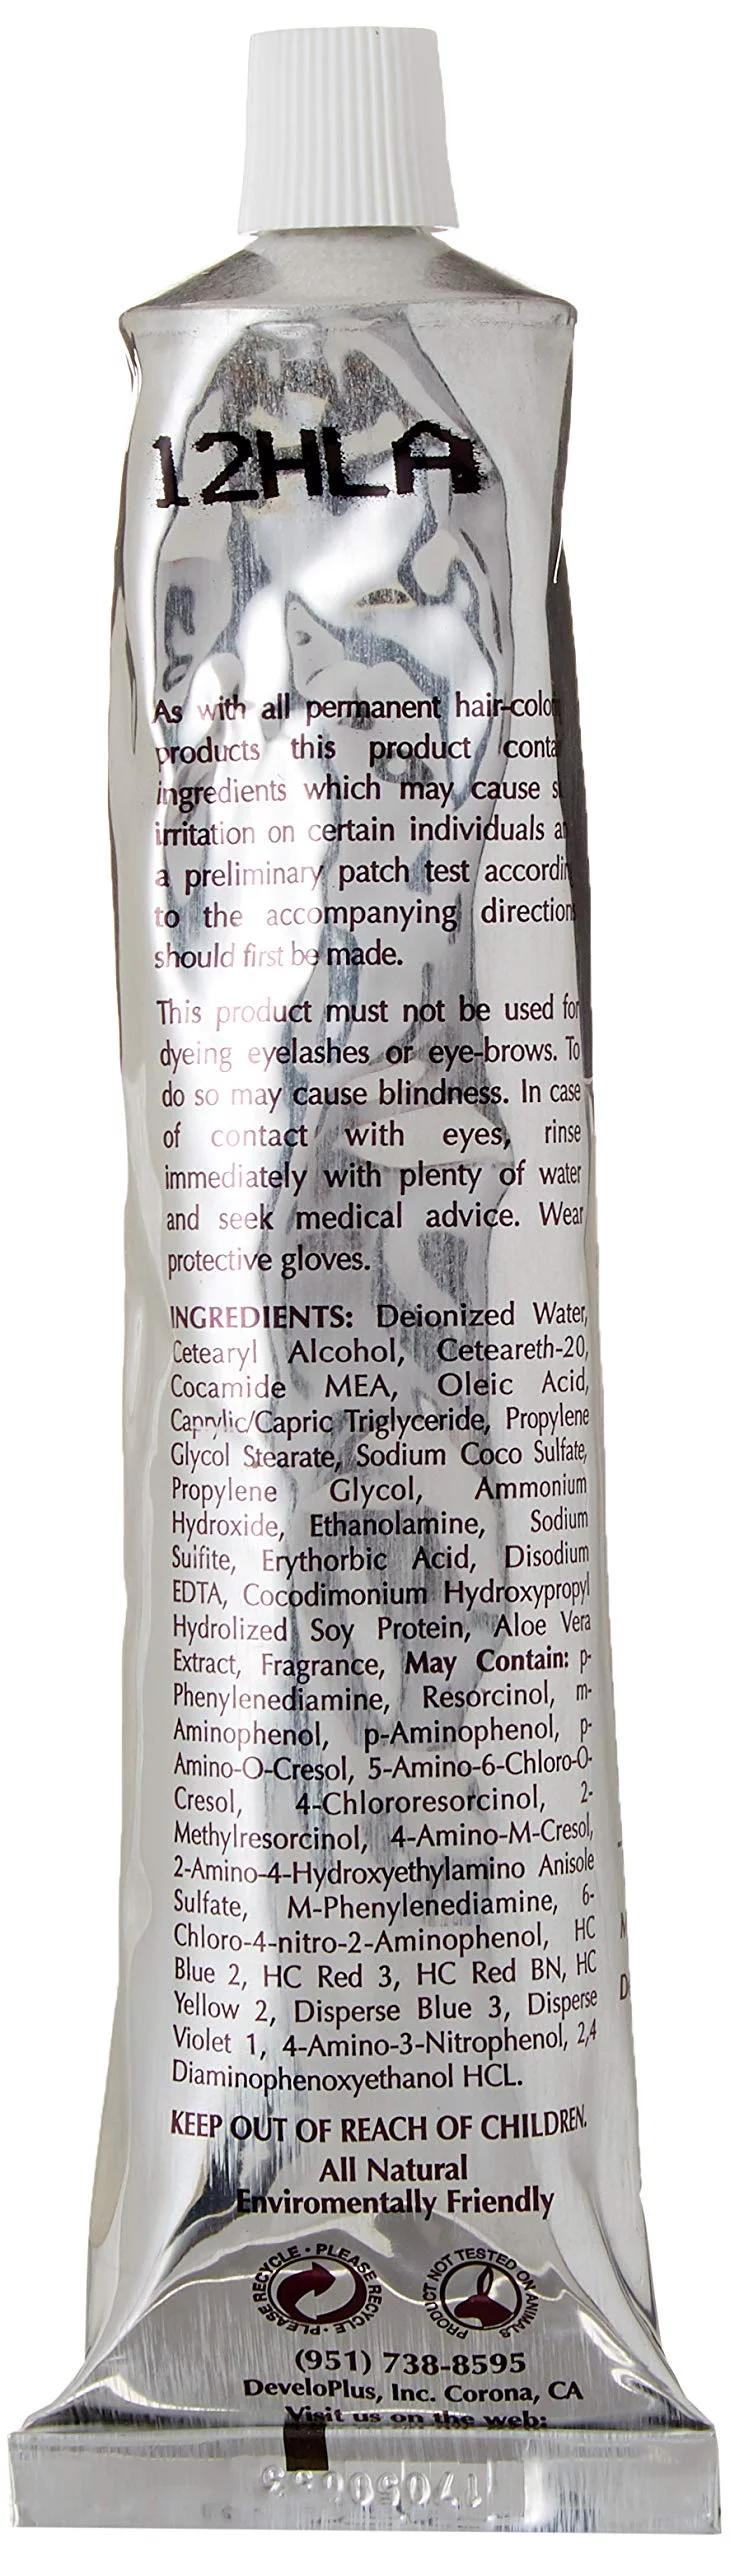 12HLA
As with all permanent hair-colo
products this product conta
ingredients which may cause s
irritation on certain individuals a
a preliminary patch test accordin
to the accompanying direction
should first be made.
This product must not be used for
dyeing eyelashes or eye-brows. To
do so may cause blindness. In case
of contact with eyes, rinse
immediately with plenty of water
and seek medical advice. Wear
protective gloves.
INGREDIENTS: Deionized Water,
Cetearyl Alcohol, Ceteareth-20,
Cocamide MEA, Oleic Acid,
Caprylic/Capric Triglyceride, Propylene
Glycol Stearate, Sodium Coco Sulfate,
Propylene Glycol, Ammonium
Hydroxide, Ethanolamine, Sodium
Sulfite, Erythorbic Acid, Disodium
EDTA, Cocodimonium Hydroxypropyl
Hydrolized Soy Protein, Aloe Vera
Extract, Fragrance, May Contain: p-
Phenylenediamine, Resorcinol, m-
Aminophenol, p-Aminophenol, p-
Amino-O-Cresol, 5-Amino-6-Chloro-O-
Cresol, 4-Chlororesorcinol, 2-
Methylresorcinol, 4-Amino-M-Cresol,
2-Amino-4-Hydroxyethylamino Anisole
Sulfate, M-Phenylenediamine, 6-
Chloro-4-nitro-2-Aminophenol, HC
Blue 2, HC Red 3, HC Red BN, HC
Yellow 2, Disperse Blue 3, Disperse
Violet 1, 4-Amino-3-Nitrophenol, 2,4
Diaminophenoxyethanol HCL.
KEEP OUT OF REACH OF CHILDREN.
All Natural
Enviromentally Friendly
PLEASE RECYCLE · PLEASE RECYCLE ·
PRODUCT NOT TESTED ON ANIMALS
(951) 738-8595
DeveloPlus, Inc. Corona, CA
Visit us on the web: